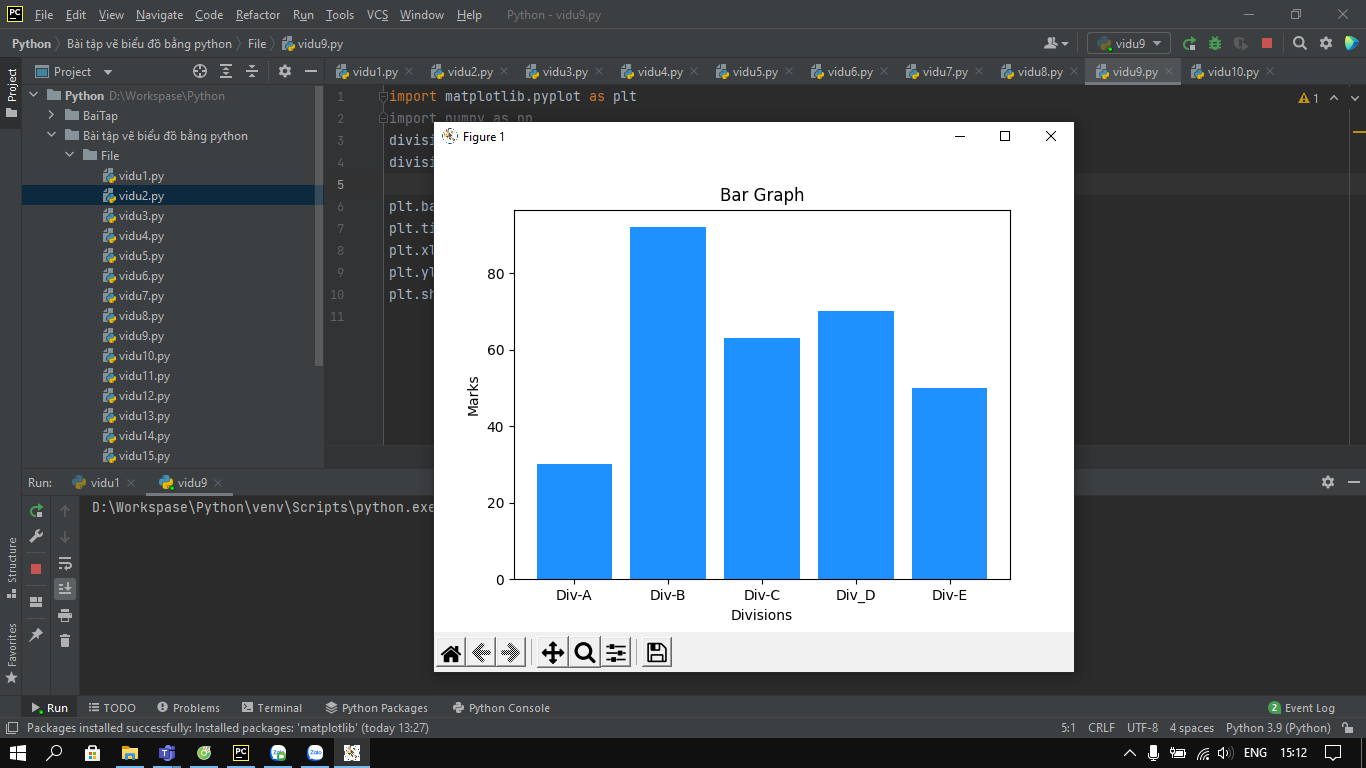 PC File Edit View Navigate Code Refactor Run Tools VCS Window Help Python - vidu9.py
Python Bài tập vẽ biểu đồ bằng python File vidu9.py vidu9
Project vidu1.py vidu2.py vidu3.py vidu4.py vidu5.py vidu6.py vidu7.py vidu8.py vidu9.py vidu10.py
Project
Python D:\Workspase\Python
BaiTap
Bài tập vẽ biểu đồ bằng python
File
vidu1.py
vidu2.py
vidu3.py
vidu4.py
vidu5.py
vidu6.py
vidu7.py
vidu8.py
vidu9.py
vidu10.py
vidu11.py
vidu12.py
vidu13.py
vidu14.py
vidu15.py
1 import matplotlib.pyplot as plt
2 import numpy as np
3 divisi
4 divisi
5
6 plt.ba
7 plt.ti
8 plt.xl
9 plt.yl
10 plt.sh
11
1
Figure 1
Bar Graph
Marks
80
60
40
20
0
Div-A Div-B Div-C Div_D Div-E
Divisions
Run: vidu1 vidu9
D:\Workspase\Python\venv\Scripts\python.exe
Structure
Favorites
Run TODO Problems Terminal Python Packages Python Console 2 Event Log
Packages installed successfully: Installed packages: 'matplotlib' (today 13:27) 5:1 CRLF UTF-8 4 spaces Python 3.9 (Python)
PC Zalo Zalo ENG 15:12